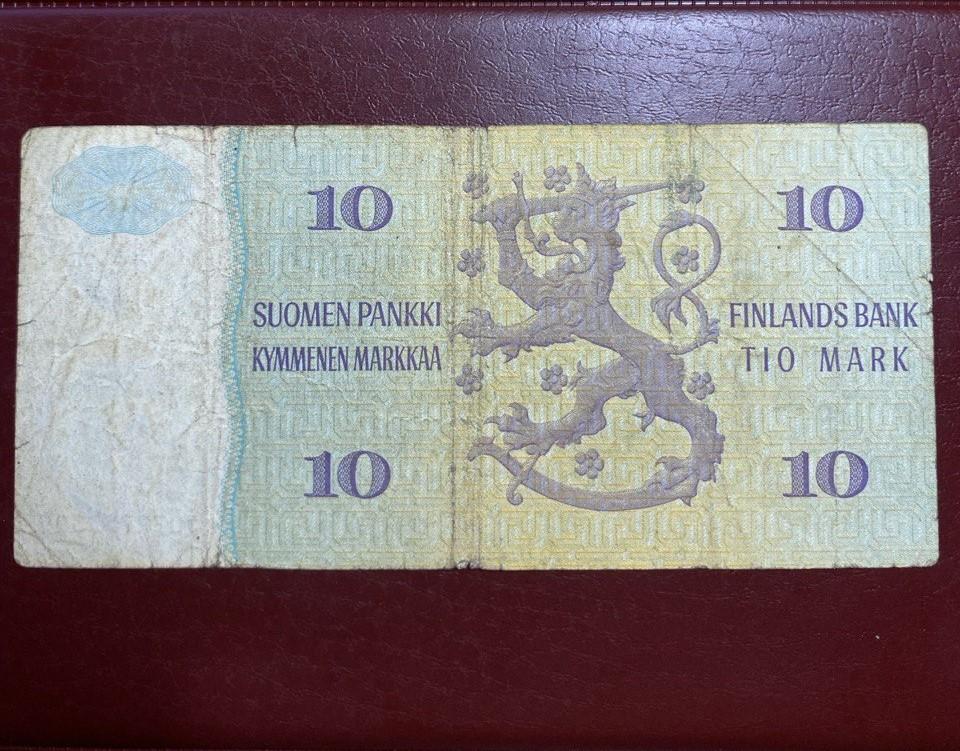 10
10
SUOMEN PANKKI
KYMMENEN MARKKAA
FINLANDS BANK
TIO MARK
10
10